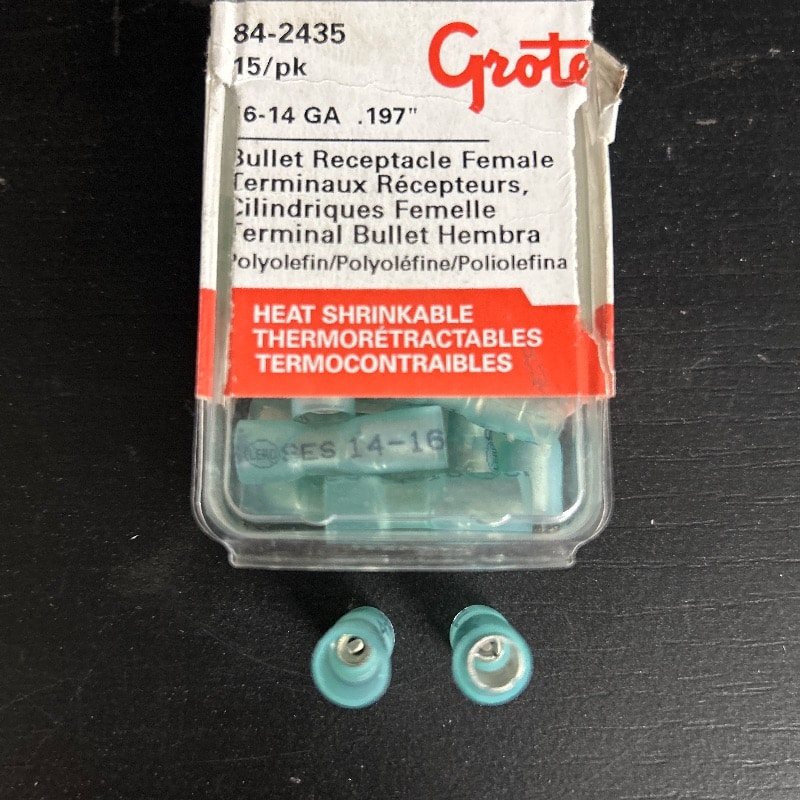 84-2435
15/pk
Grote
6-14 GA .197"
Bullet Receptacle Female
Terminaux Récepteurs,
Cilindriques Femelle
Terminal Bullet Hembra
Polyolefin/Polyoléfine/Poliolefina
HEAT SHRINKABLE
THERMORÉTRACTABLES
TERMOCONTRAIBLES
SES 14-16